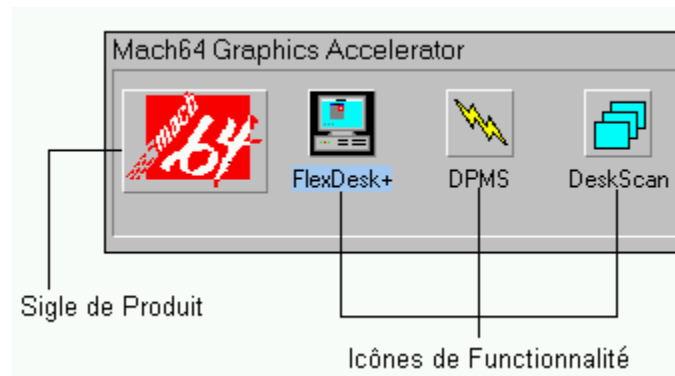 Mach64 Graphics Accelerator
mach
64
FlexDesk+ DPMS DeskScan
Sigle de Produit
Icônes de Functionnalité